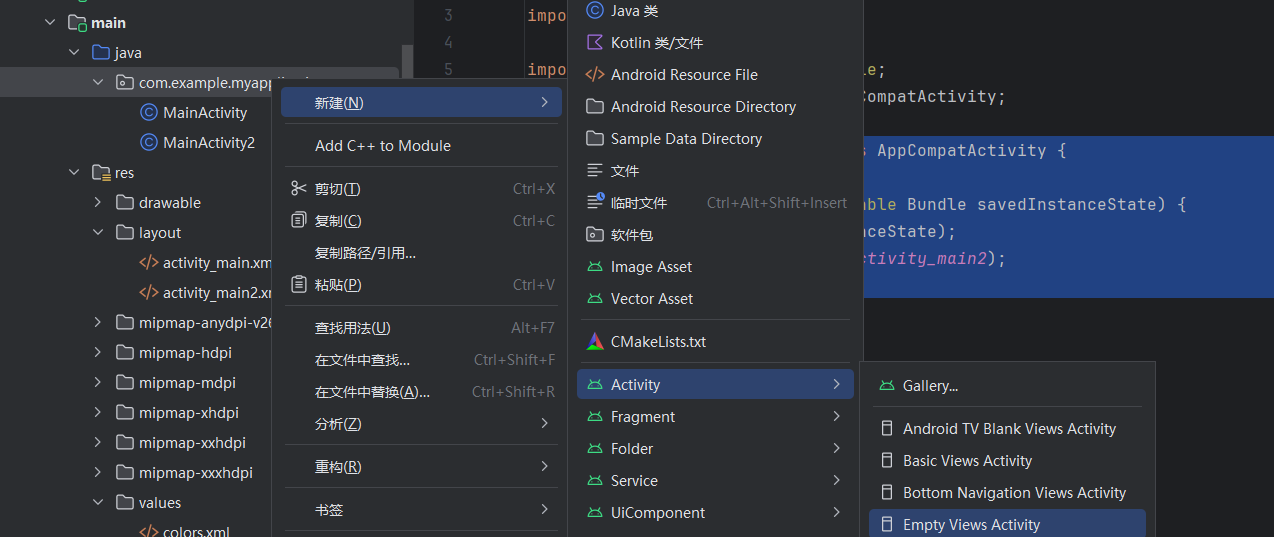 main
java
com.example.myapp
MainActivity
MainActivity2
res
drawable
layout
activity_main.xm
activity_main2.x
mipmap-anydpi-v26
mipmap-hdpi
mipmap-mdpi
mipmap-xhdpi
mipmap-xxhdpi
mipmap-xxxhdpi
values
colors.xml
3 impo
4
5 impo
le;
CompatActivity;
s AppCompatActivity {
able Bundle savedInstanceState) {
nceState);
ctivity_main2);
新建(N)
Add C++ to Module
剪切(T) Ctrl+X
复制(C) Ctrl+C
复制路径/引用...
粘贴(P) Ctrl+V
查找用法(U) Alt+F7
在文件中查找... Ctrl+Shift+F
在文件中替换(A)... Ctrl+Shift+R
分析(Z)
重构(R)
书签
Java 类
Kotlin 类/文件
Android Resource File
Android Resource Directory
Sample Data Directory
文件
临时文件 Ctrl+Alt+Shift+Insert
软件包
Image Asset
Vector Asset
CMakeLists.txt
Activity
Fragment
Folder
Service
UiComponent
Gallery...
Android TV Blank Views Activity
Basic Views Activity
Bottom Navigation Views Activity
Empty Views Activity